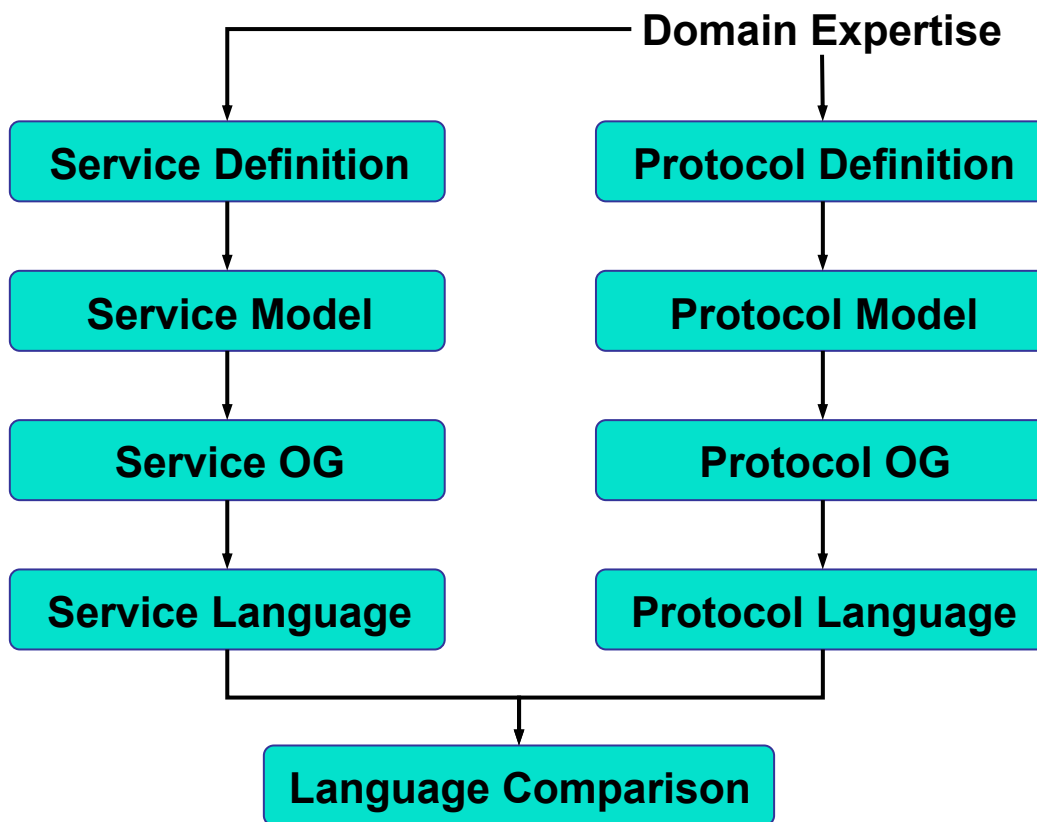 Domain Expertise
Service Definition
Protocol Definition
Service Model
Protocol Model
Service OG
Protocol OG
Service Language
Protocol Language
Language Comparison